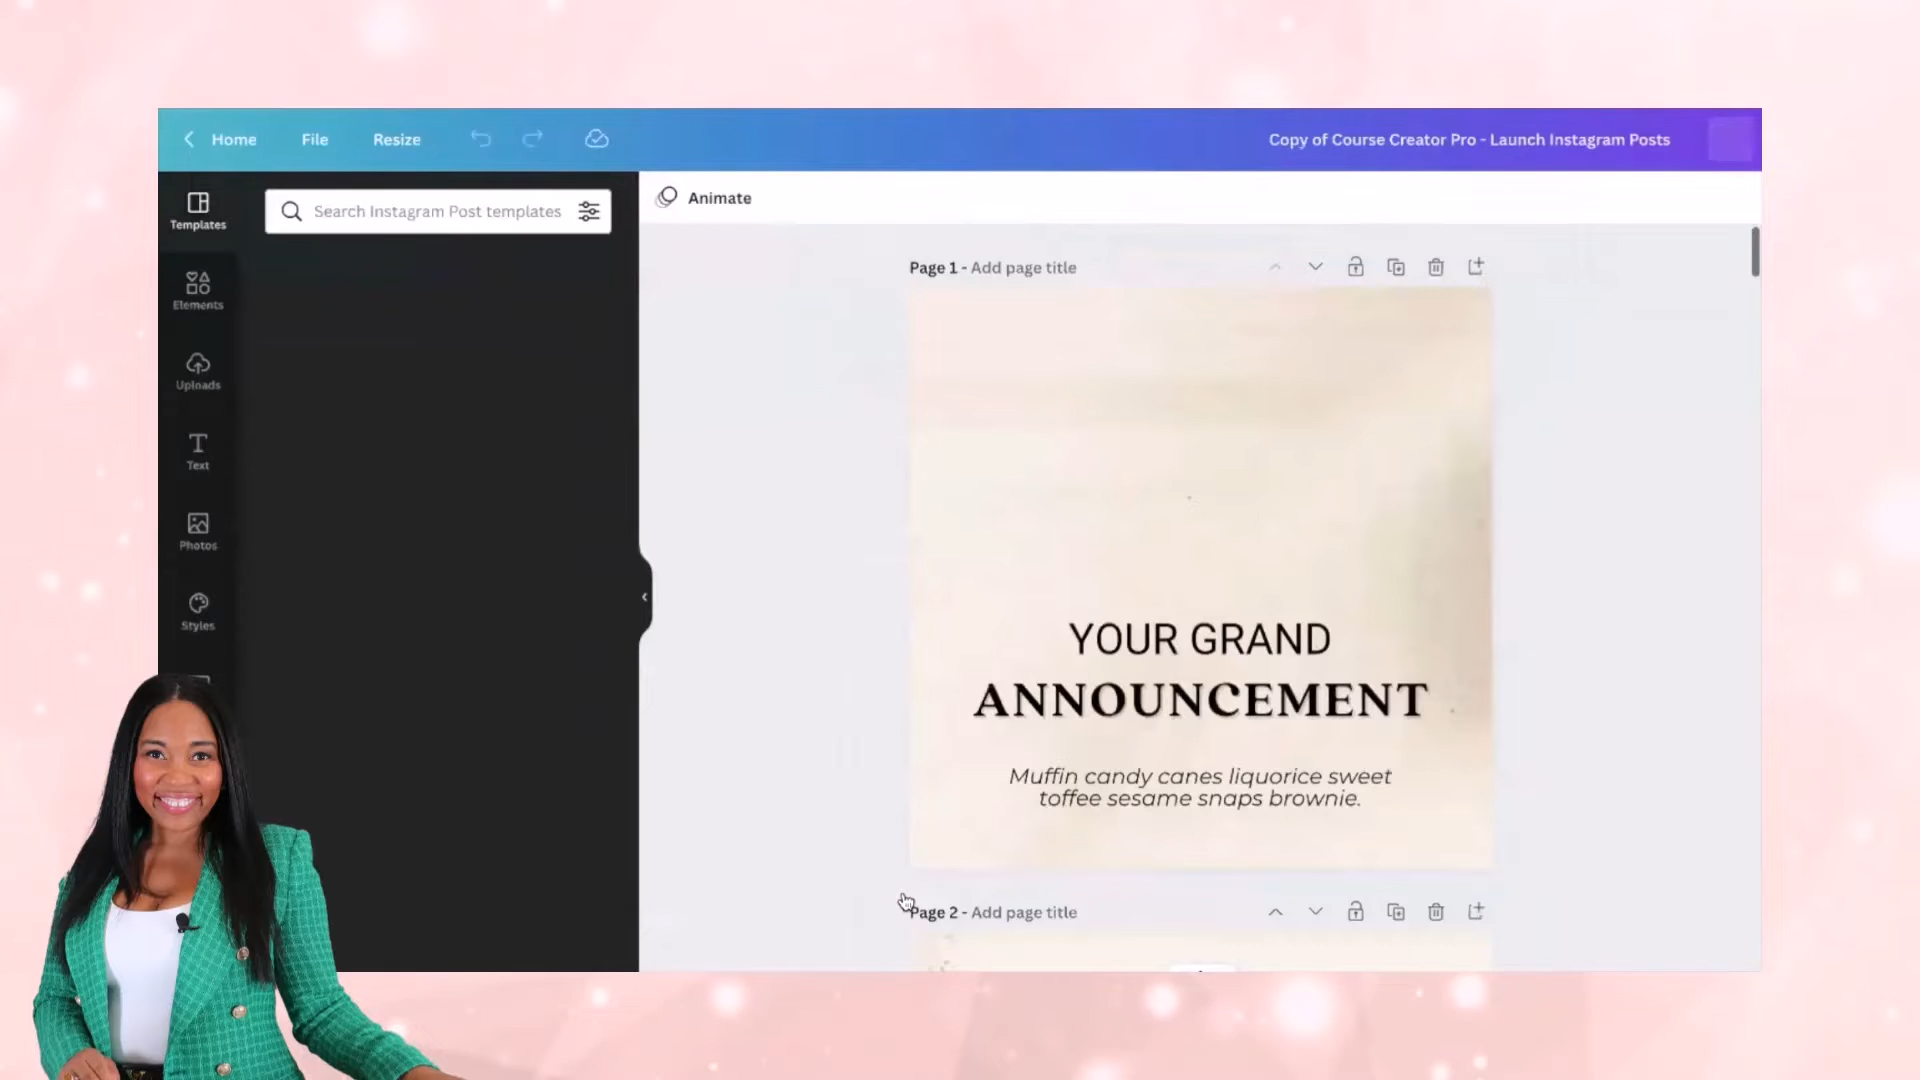 Home
File
Resize
Copy of Course Creator Pro - Launch Instagram Posts
Templates
Search Instagram Post templates
Animate
Elements
Uploads
Text
Photos
Styles
Page 1 - Add page title
YOUR GRAND
ANNOUNCEMENT
Muffin candy canes liquorice sweet
toffee sesame snaps brownie.
Page 2 - Add page title